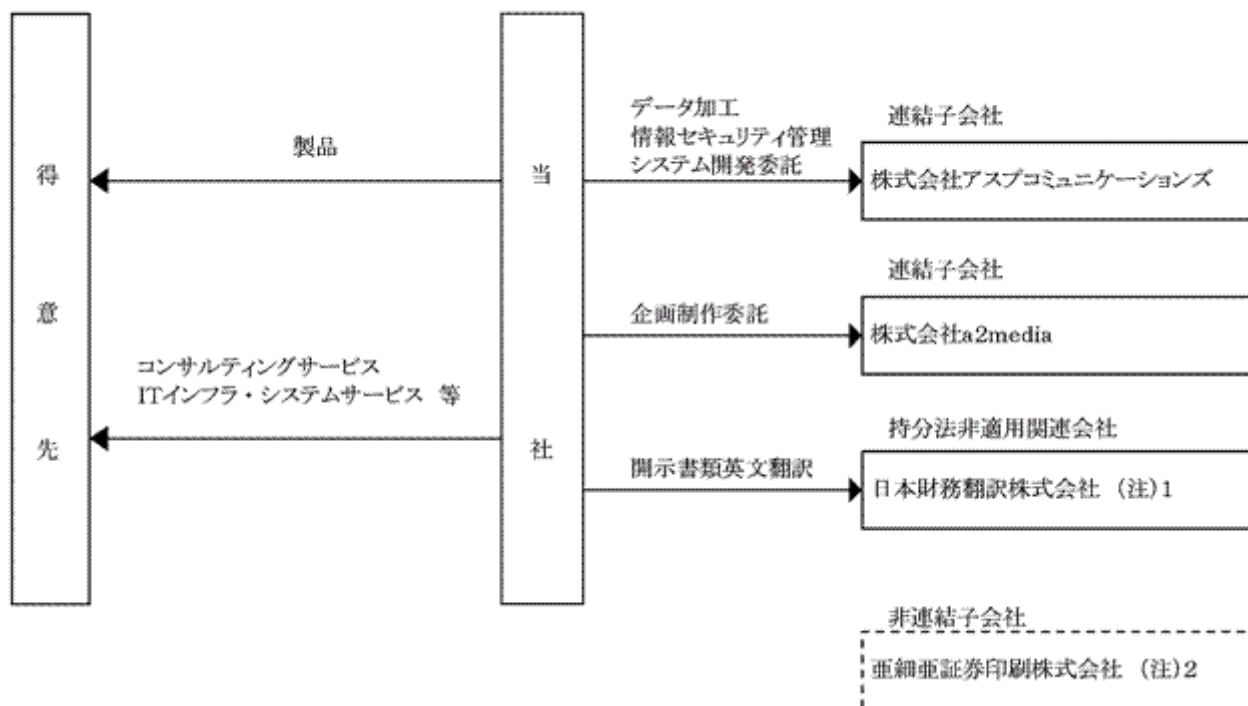 得意先
製品
コンサルティングサービス
ITインフラ・システムサービス 等
当社
データ加工
情報セキュリティ管理
システム開発委託
連結子会社
株式会社アスプコミュニケーションズ
企画制作委託
連結子会社
株式会社a2media
開示書類英文翻訳
持分法非適用関連会社
日本財務翻訳株式会社 (注)1
非連結子会社
亜細亜証券印刷株式会社 (注)2